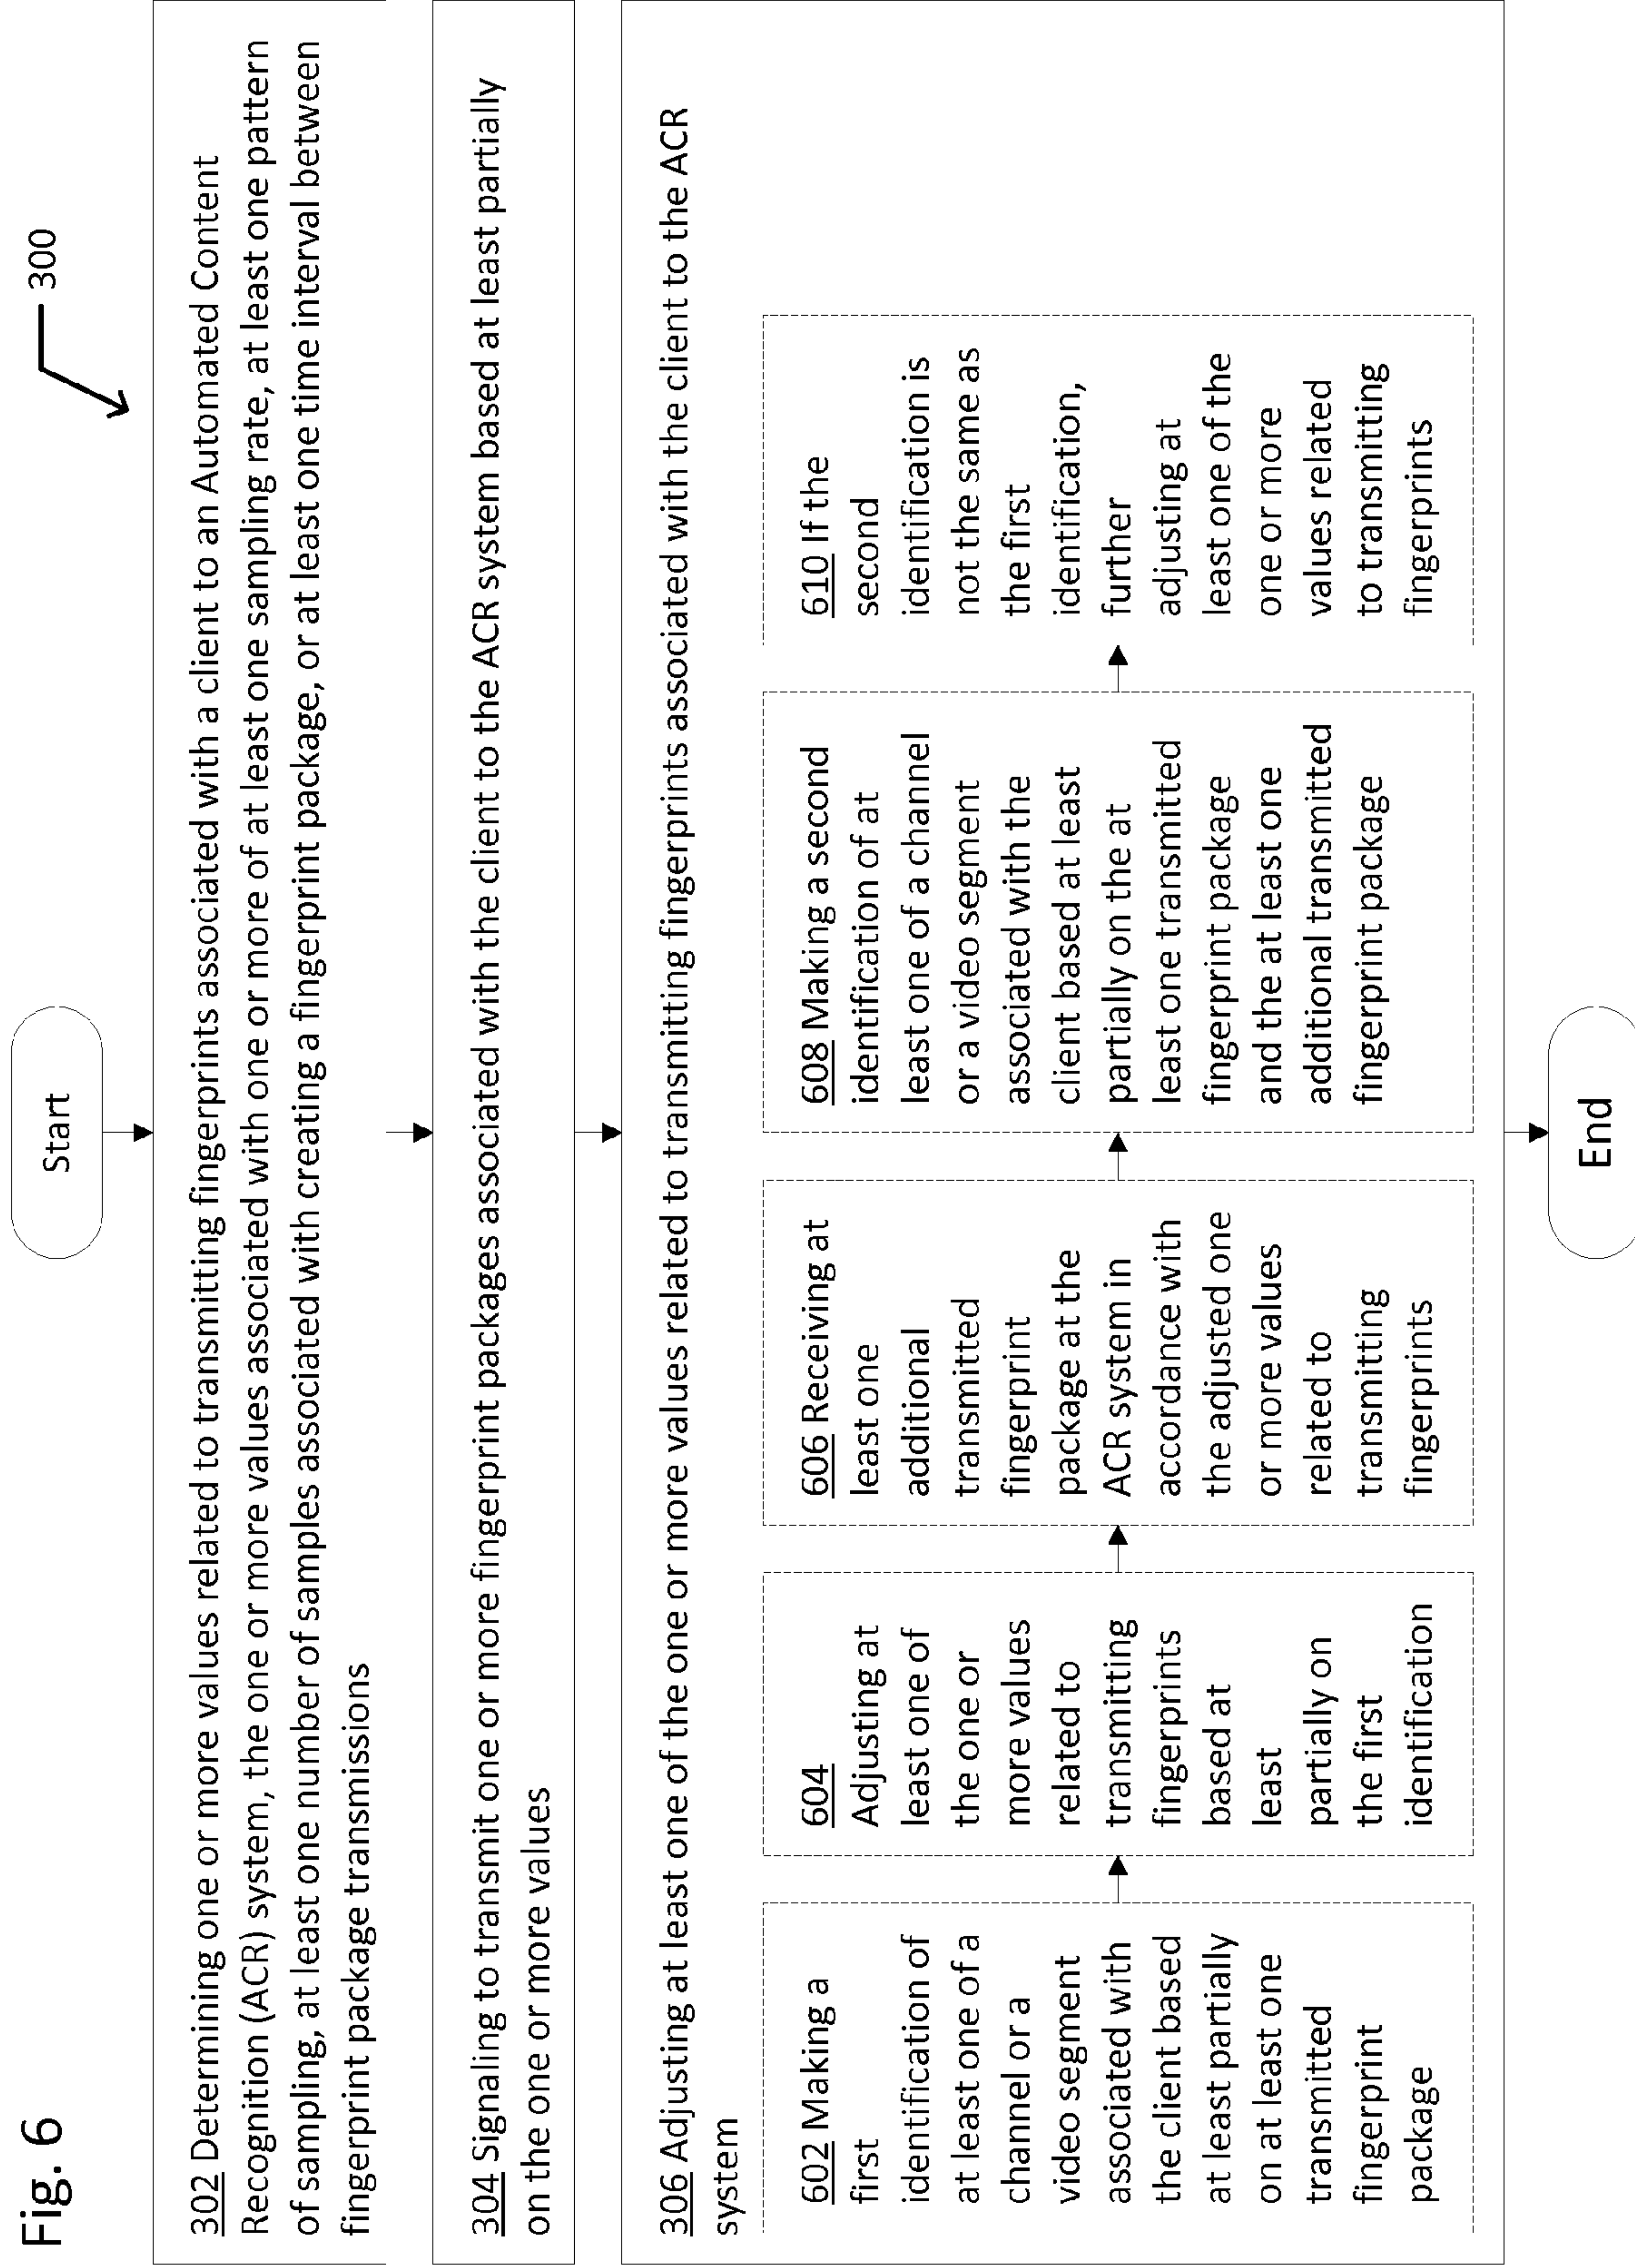 Fig. 6
300
Start
302 Determining one or more values related to transmitting fingerprints associated with a client to an Automated Content
Recognition (ACR) system, the one or more values associated with one or more of at least one sampling rate, at least one pattern
of sampling, at least one number of samples associated with creating a fingerprint package, or at least one time interval between
fingerprint package transmissions
304 Signaling to transmit one or more fingerprint packages associated with the client to the ACR system based at least partially
on the one or more values
306 Adjusting at least one of the one or more values related to transmitting fingerprints associated with the client to the ACR
system
602 Making a
first
identification of
at least one of a
channel or a
video segment
associated with
the client based
at least partially
on at least one
transmitted
fingerprint
package
604
Adjusting at
least one of
the one or
more values
related to
transmitting
fingerprints
based at
least
partially on
the first
identification
606 Receiving at
least one
additional
transmitted
fingerprint
package at the
ACR system in
accordance with
the adjusted one
or more values
related to
transmitting
fingerprints
608 Making a second
identification of at
least one of a channel
or a video segment
associated with the
client based at least
partially on the at
least one transmitted
fingerprint package
and the at least one
additional transmitted
fingerprint package
610 If the
second
identification is
not the same as
the first
identification,
further
adjusting at
least one of the
one or more
values related
to transmitting
fingerprints
End